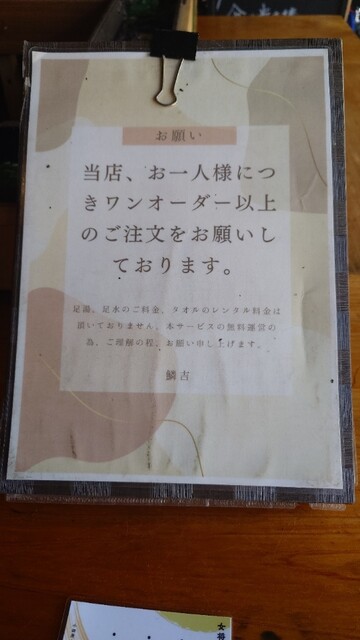 お願い
当店、お一人様につ
きワンオーダー以上
のご注文をお願いし
ております。
足湯、足水のご料金、タオルのレンタル料金は
頂いておりません。本サービスの無料運営の
為、ご理解の程、お願い申し上げます。
鱗吉
女将